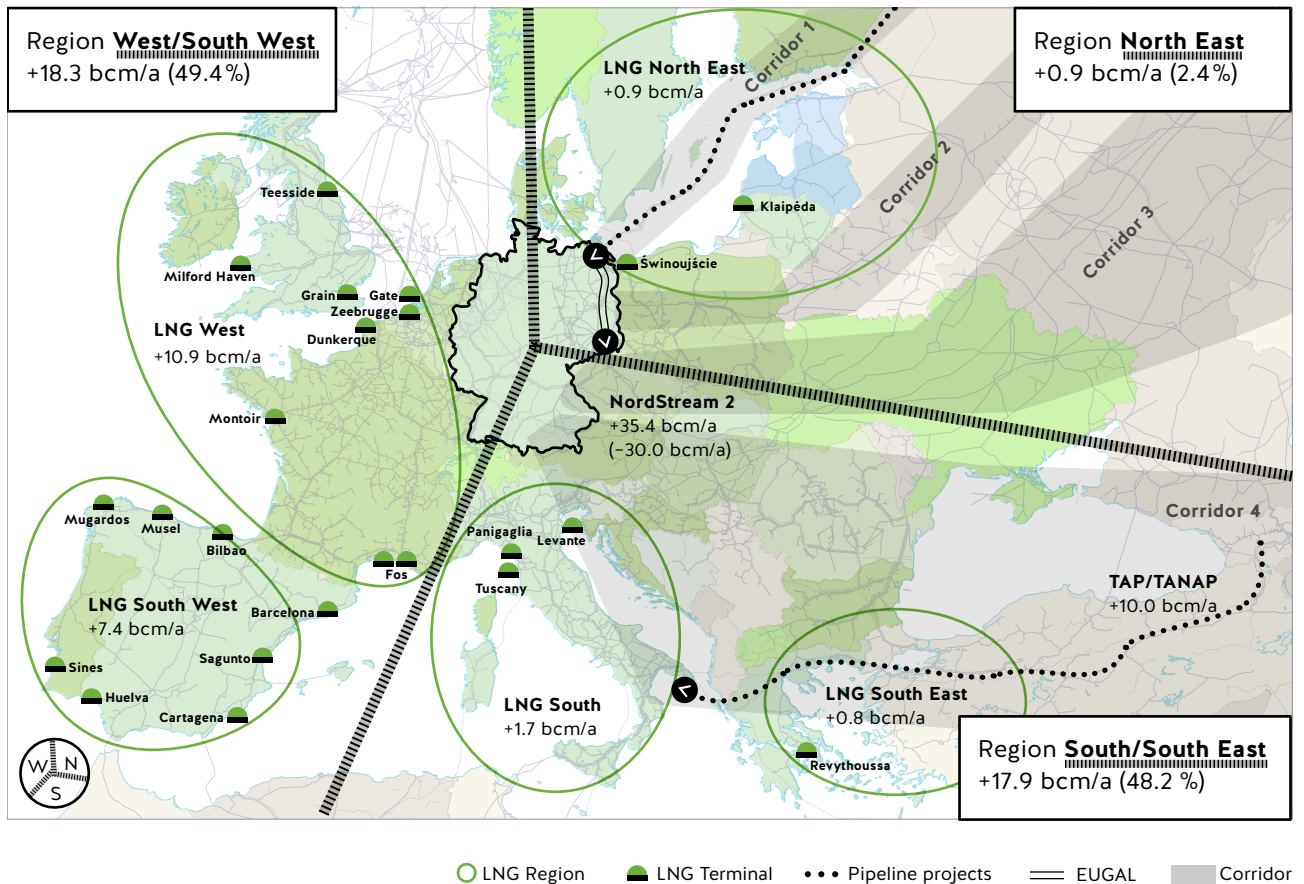 Region West/South West
+18.3 bcm/a (49.4%)
Region North East
+0.9 bcm/a (2.4%)
LNG North East
+0.9 bcm/a
Corridor 1
Corridor 2
Corridor 3
Teesside
Klaipėda
Milford Haven
Świnoujście
Grain
Gate
Zeebrugge
Dunkerque
LNG West
+10.9 bcm/a
Montoir
NordStream 2
+35.4 bcm/a
(−30.0 bcm/a)
Mugardos
Musel
Bilbao
Panigaglia
Levante
Corridor 4
Fos
Tuscany
TAP/TANAP
+10.0 bcm/a
LNG South West
+7.4 bcm/a
Barcelona
Sagunto
Sines
Huelva
Cartagena
LNG South
+1.7 bcm/a
LNG South East
+0.8 bcm/a
Revythoussa
Region South/South East
+17.9 bcm/a (48.2 %)
W N
S
LNG Region LNG Terminal Pipeline projects EUGAL Corridor